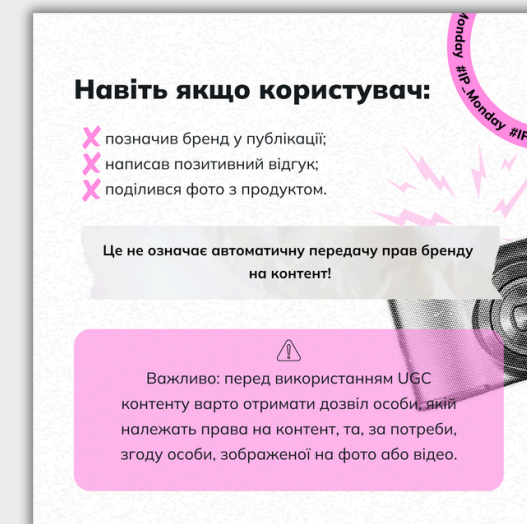 Monday #IP_Monday #IP
Навіть якщо користувач:
позначив бренд у публікації;
написав позитивний відгук;
поділився фото з продуктом.
Це не означає автоматичну передачу прав бренду
на контент!
Важливо: перед використанням UGC
контенту варто отримати дозвіл особи, якій
належать права на контент, та, за потреби,
згоду особи, зображеної на фото або відео.